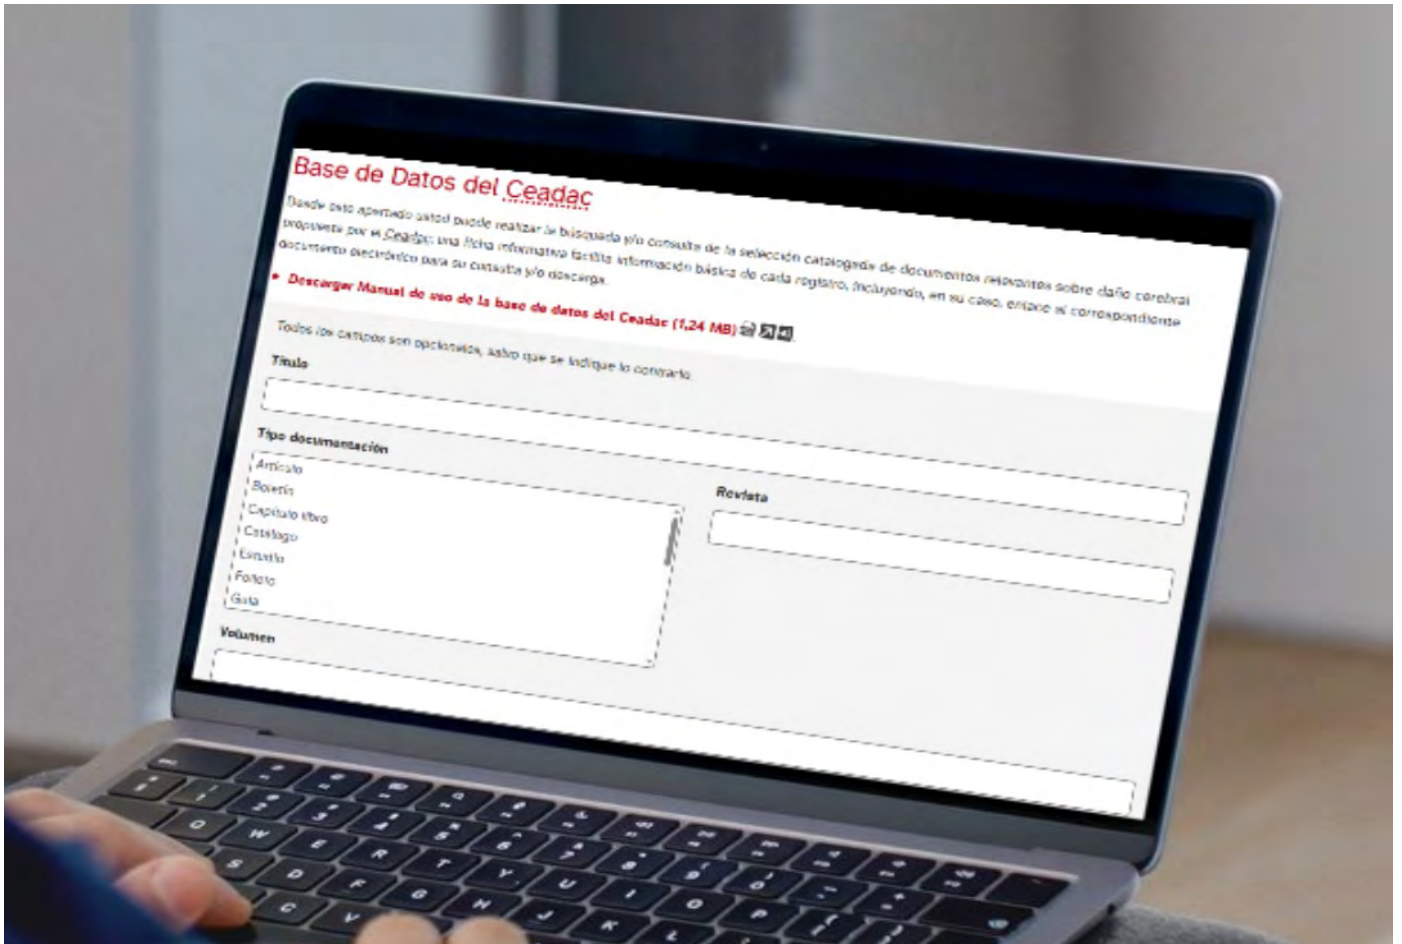 Base de Datos del Ceadac
Desde este apartado usted puede realizar la búsqueda y/o consulta de la selección catalogada de documentos relevantes sobre daño cerebral
propuesta por el Ceadac; una ficha informativa facilita información básica de cada registro, incluyendo, en su caso, enlace al correspondiente
documento electrónico para su consulta y/o descarga.
Descargar Manual de uso de la base de datos del Ceadac (1,24 MB)
Todos los campos son opcionales, salvo que se indique lo contrario.
Título
Tipo documentación
Revista
Artículo
Boletín
Capítulo libro
Catálogo
Estudio
Folleto
Guía
Volumen